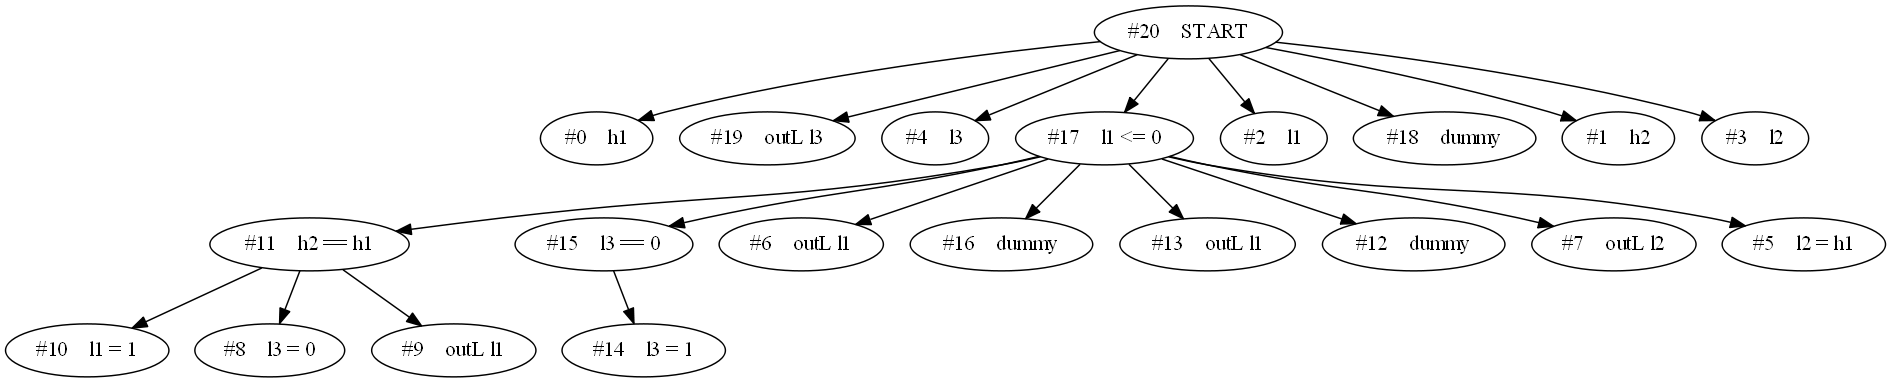 #20 START
#0 h1
#19 outL l3
#4 l3
#17 l1 <= 0
#2 l1
#18 dummy
#1 h2
#3 l2
#11 h2 == h1
#15 l3 == 0
#6 outL l1
#16 dummy
#13 outL l1
#12 dummy
#7 outL l2
#5 l2 = h1
#10 l1 = 1
#8 l3 = 0
#9 outL l1
#14 l3 = 1